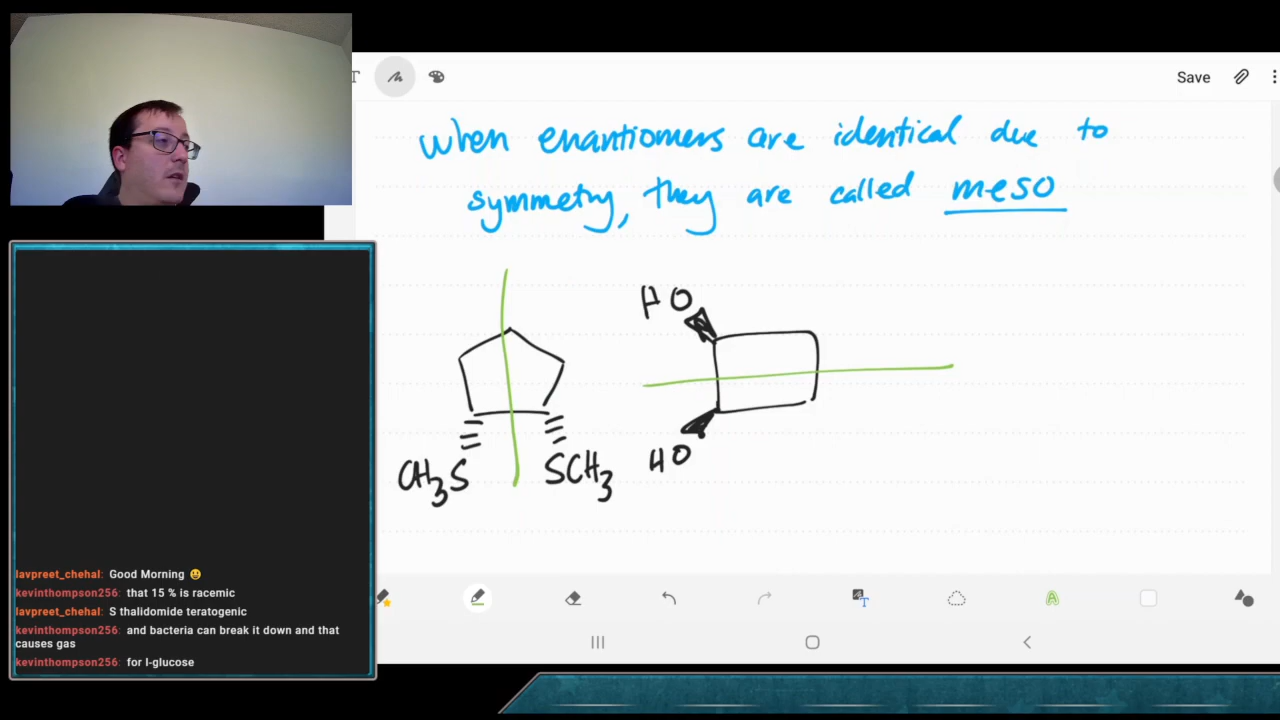 T
Save
when enantiomers are identical due to
symmetry, they are called meso
HO
HO
CH3S
SCH3
lavpreet_chehal: Good Morning 😃
kevinthompson256: that 15 % is racemic
lavpreet_chehal: S thalidomide teratogenic
kevinthompson256: and bacteria can break it down and that
causes gas
kevinthompson256: for l-glucose